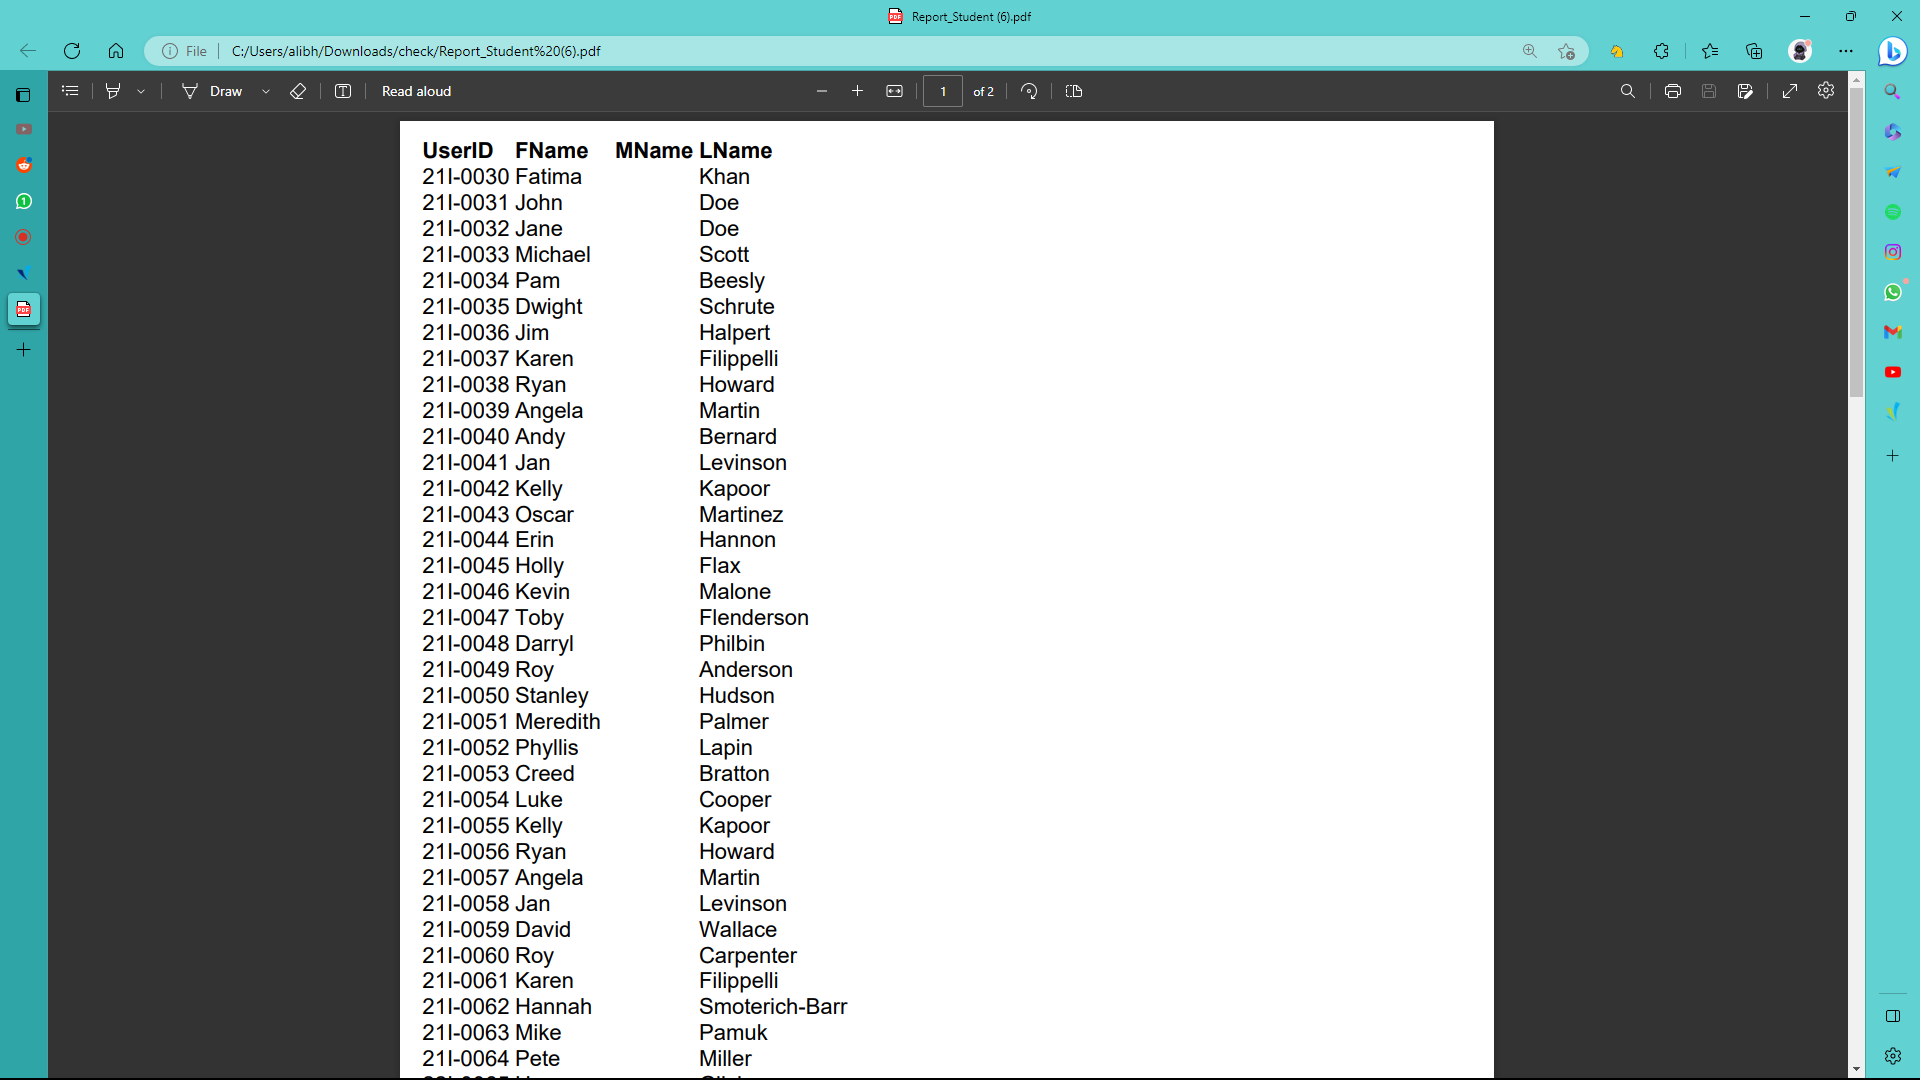 Report_Student (6).pdf
File C:/Users/alibh/Downloads/check/Report_Student%20(6).pdf
Draw Read aloud 1 of 2
UserID FName MName LName
21I-0030 Fatima Khan
21I-0031 John Doe
21I-0032 Jane Doe
21I-0033 Michael Scott
21I-0034 Pam Beesly
21I-0035 Dwight Schrute
21I-0036 Jim Halpert
21I-0037 Karen Filippelli
21I-0038 Ryan Howard
21I-0039 Angela Martin
21I-0040 Andy Bernard
21I-0041 Jan Levinson
21I-0042 Kelly Kapoor
21I-0043 Oscar Martinez
21I-0044 Erin Hannon
21I-0045 Holly Flax
21I-0046 Kevin Malone
21I-0047 Toby Flenderson
21I-0048 Darryl Philbin
21I-0049 Roy Anderson
21I-0050 Stanley Hudson
21I-0051 Meredith Palmer
21I-0052 Phyllis Lapin
21I-0053 Creed Bratton
21I-0054 Luke Cooper
21I-0055 Kelly Kapoor
21I-0056 Ryan Howard
21I-0057 Angela Martin
21I-0058 Jan Levinson
21I-0059 David Wallace
21I-0060 Roy Carpenter
21I-0061 Karen Filippelli
21I-0062 Hannah Smoterich-Barr
21I-0063 Mike Pamuk
21I-0064 Pete Miller